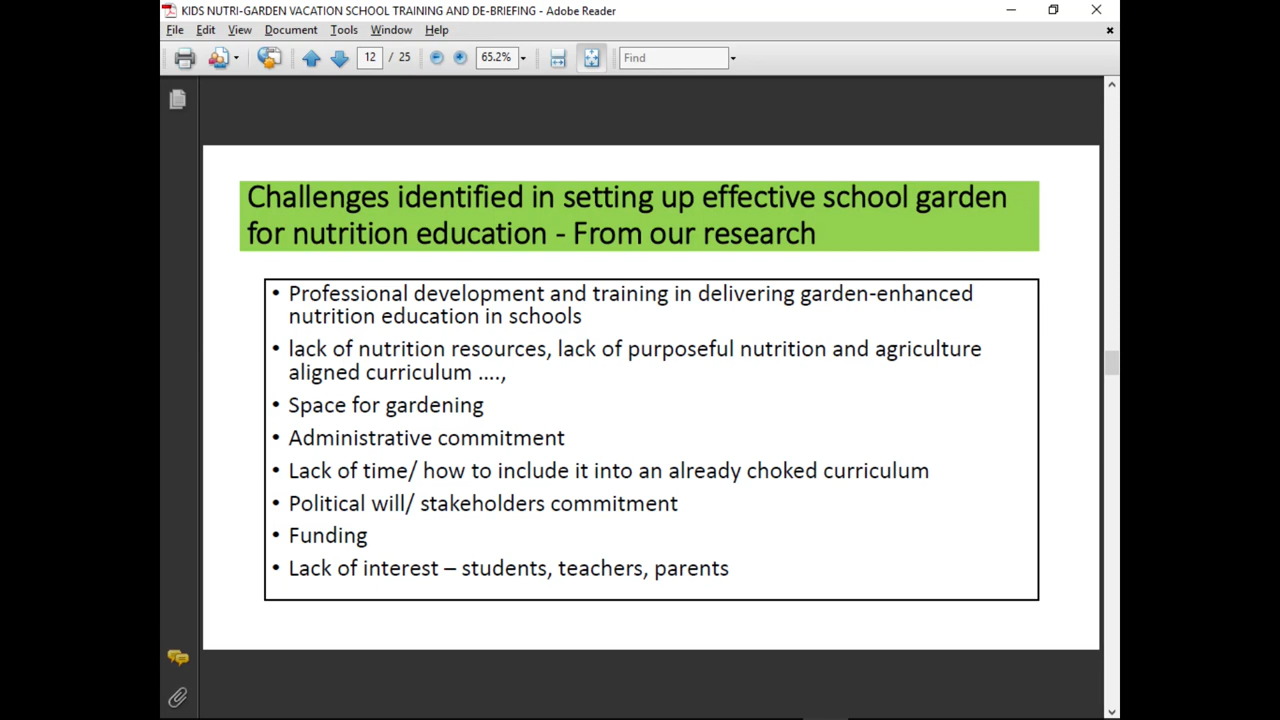 KIDS NUTRI-GARDEN VACATION SCHOOL TRAINING AND DE-BRIEFING - Adobe Reader
File Edit View Document Tools Window Help
12 / 25 65.2% Find
Challenges identified in setting up effective school garden
for nutrition education - From our research
• Professional development and training in delivering garden-enhanced
nutrition education in schools
• lack of nutrition resources, lack of purposeful nutrition and agriculture
aligned curriculum ....,
• Space for gardening
• Administrative commitment
• Lack of time/ how to include it into an already choked curriculum
• Political will/ stakeholders commitment
• Funding
• Lack of interest – students, teachers, parents